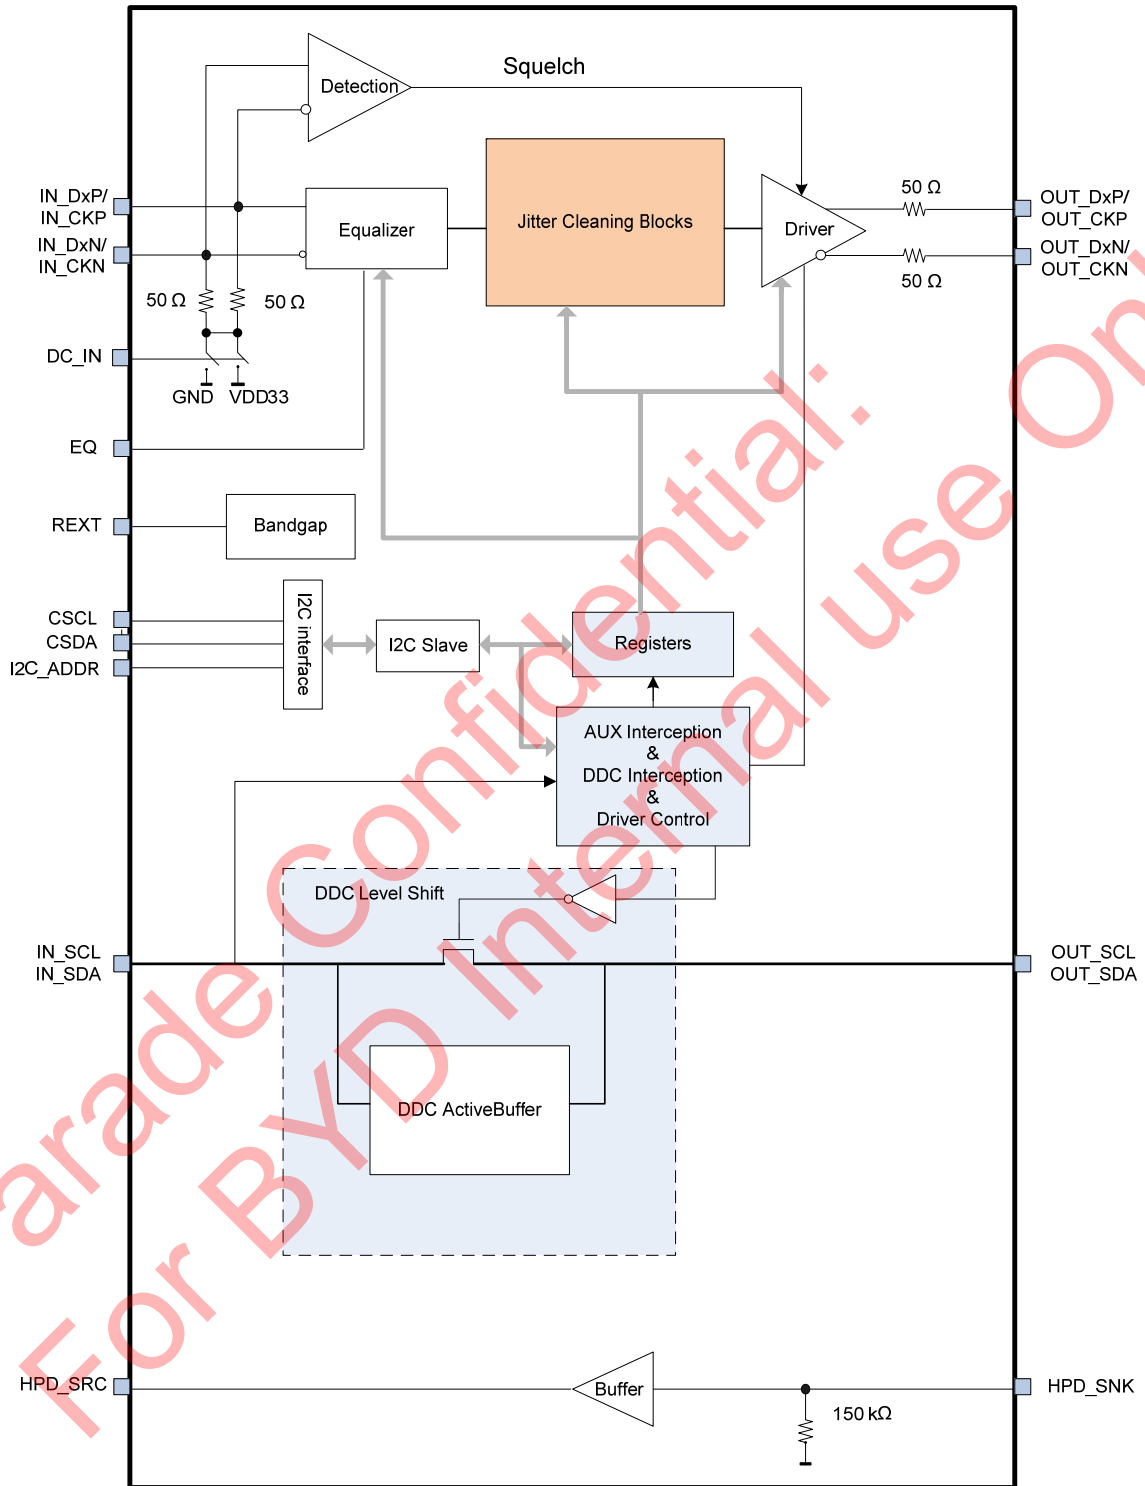 Squelch
Detection
IN_DxP/
IN_CKP
IN_DxN/
IN_CKN
Equalizer
Jitter Cleaning Blocks
Driver
50 Ω
50 Ω
OUT_DxP/
OUT_CKP
OUT_DxN/
OUT_CKN
50 Ω
50 Ω
DC_IN
GND
VDD33
EQ
REXT
Bandgap
CSCL
CSDA
I2C_ADDR
I2C interface
I2C Slave
Registers
AUX Interception
&
DDC Interception
&
Driver Control
DDC Level Shift
IN_SCL
IN_SDA
OUT_SCL
OUT_SDA
DDC ActiveBuffer
HPD_SRC
Buffer
HPD_SNK
150 kΩ
arade Confidential:
For BYD Internal use Onl